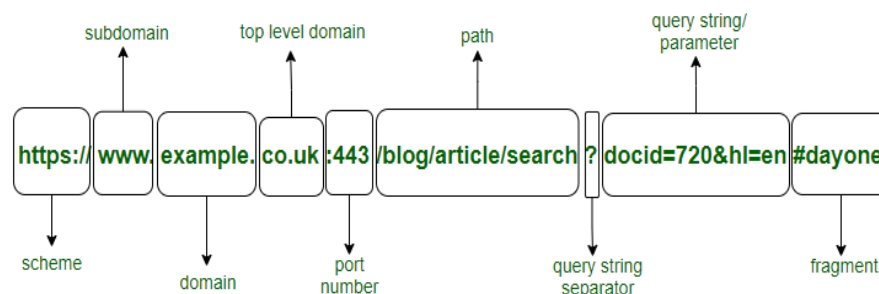 subdomain
top level domain
path
query string/
parameter
https:// www. example. co.uk :443 /blog/article/search ? docid=720&hl=en #dayone
scheme
domain
port
number
query string
separator
fragment